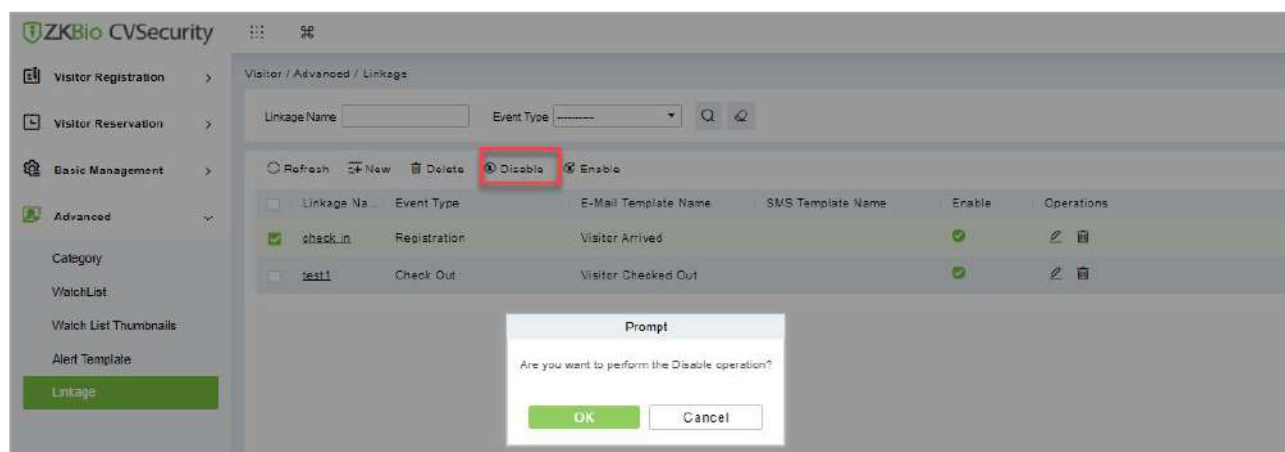 ZKBio CVSecurity
Visitor Registration
Visitor Reservation
Basic Management
Advanced
Category
WatchList
Watch List Thumbnails
Alert Template
Linkage
Visitor / Advanced / Linkage
Linkage Name Event Type ----------
Refresh New Delete Disable Enable
Linkage Na... Event Type E-Mail Template Name SMS Template Name Enable Operations
check in Registration Visitor Arrived
test1 Check Out Visitor Checked Out
Prompt
Are you want to perform the Disable operation?
OK Cancel